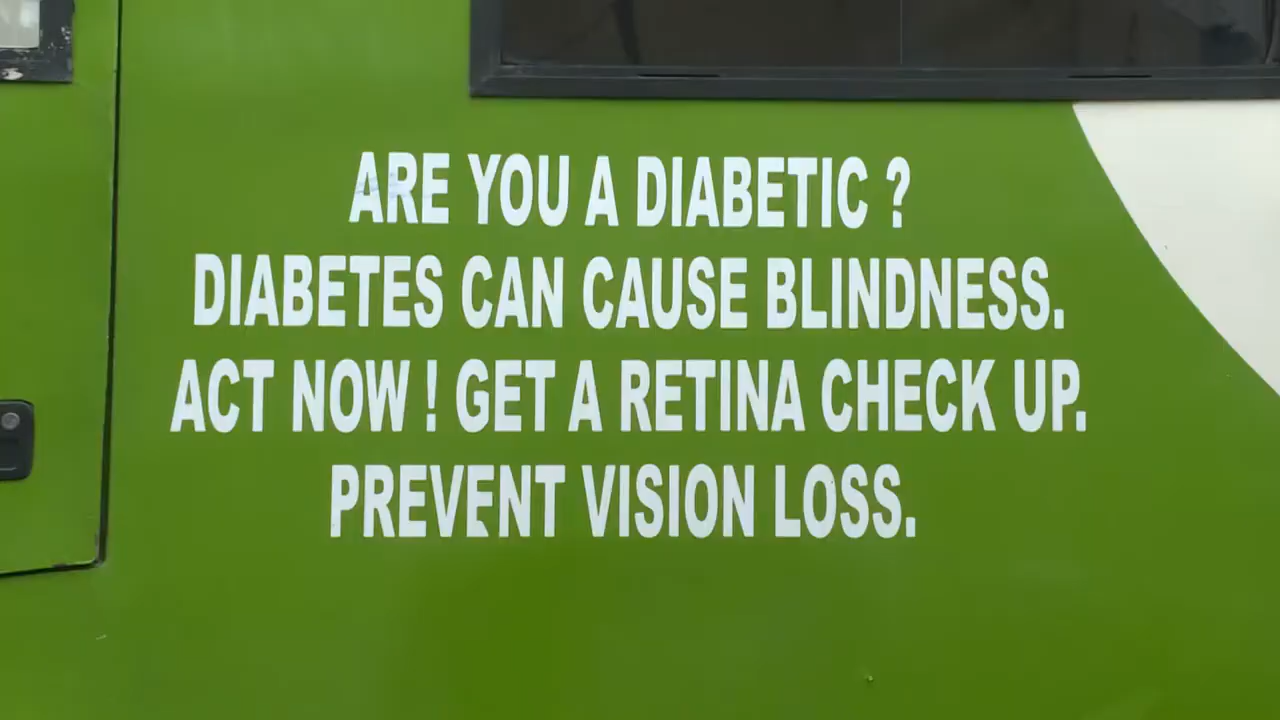 ARE YOU A DIABETIC ?
DIABETES CAN CAUSE BLINDNESS.
ACT NOW ! GET A RETINA CHECK UP.
PREVENT VISION LOSS.